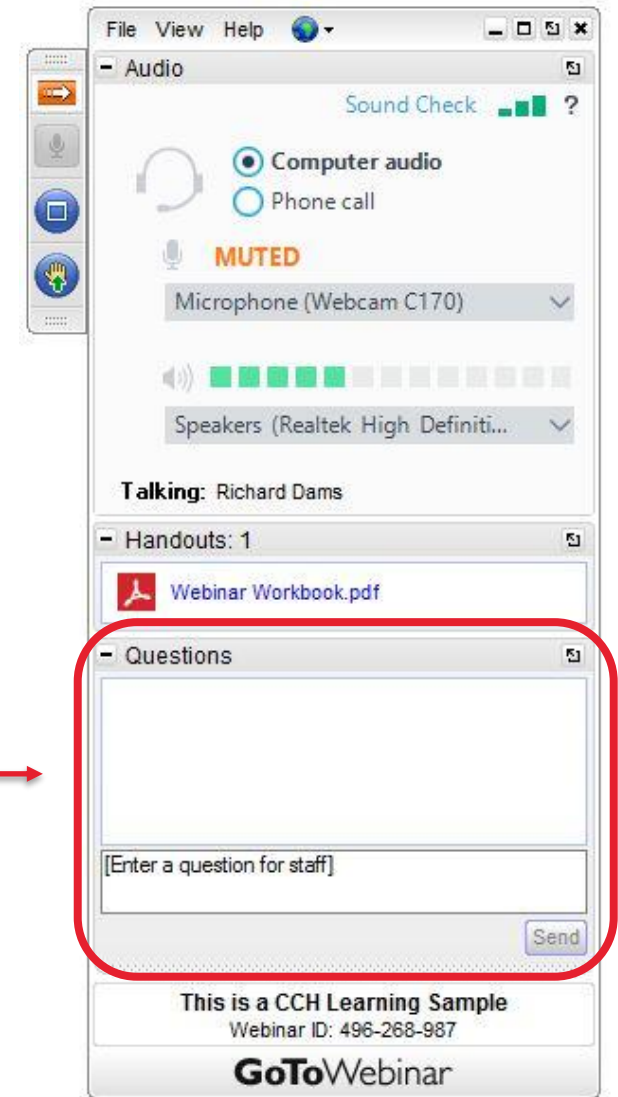 File View Help
Audio
Sound Check ?
Computer audio
Phone call
MUTED
Microphone (Webcam C170)
Speakers (Realtek High Definiti...
Talking: Richard Dams
Handouts: 1
Webinar Workbook.pdf
Questions
[Enter a question for staff]
Send
This is a CCH Learning Sample
Webinar ID: 496-268-987
GoToWebinar